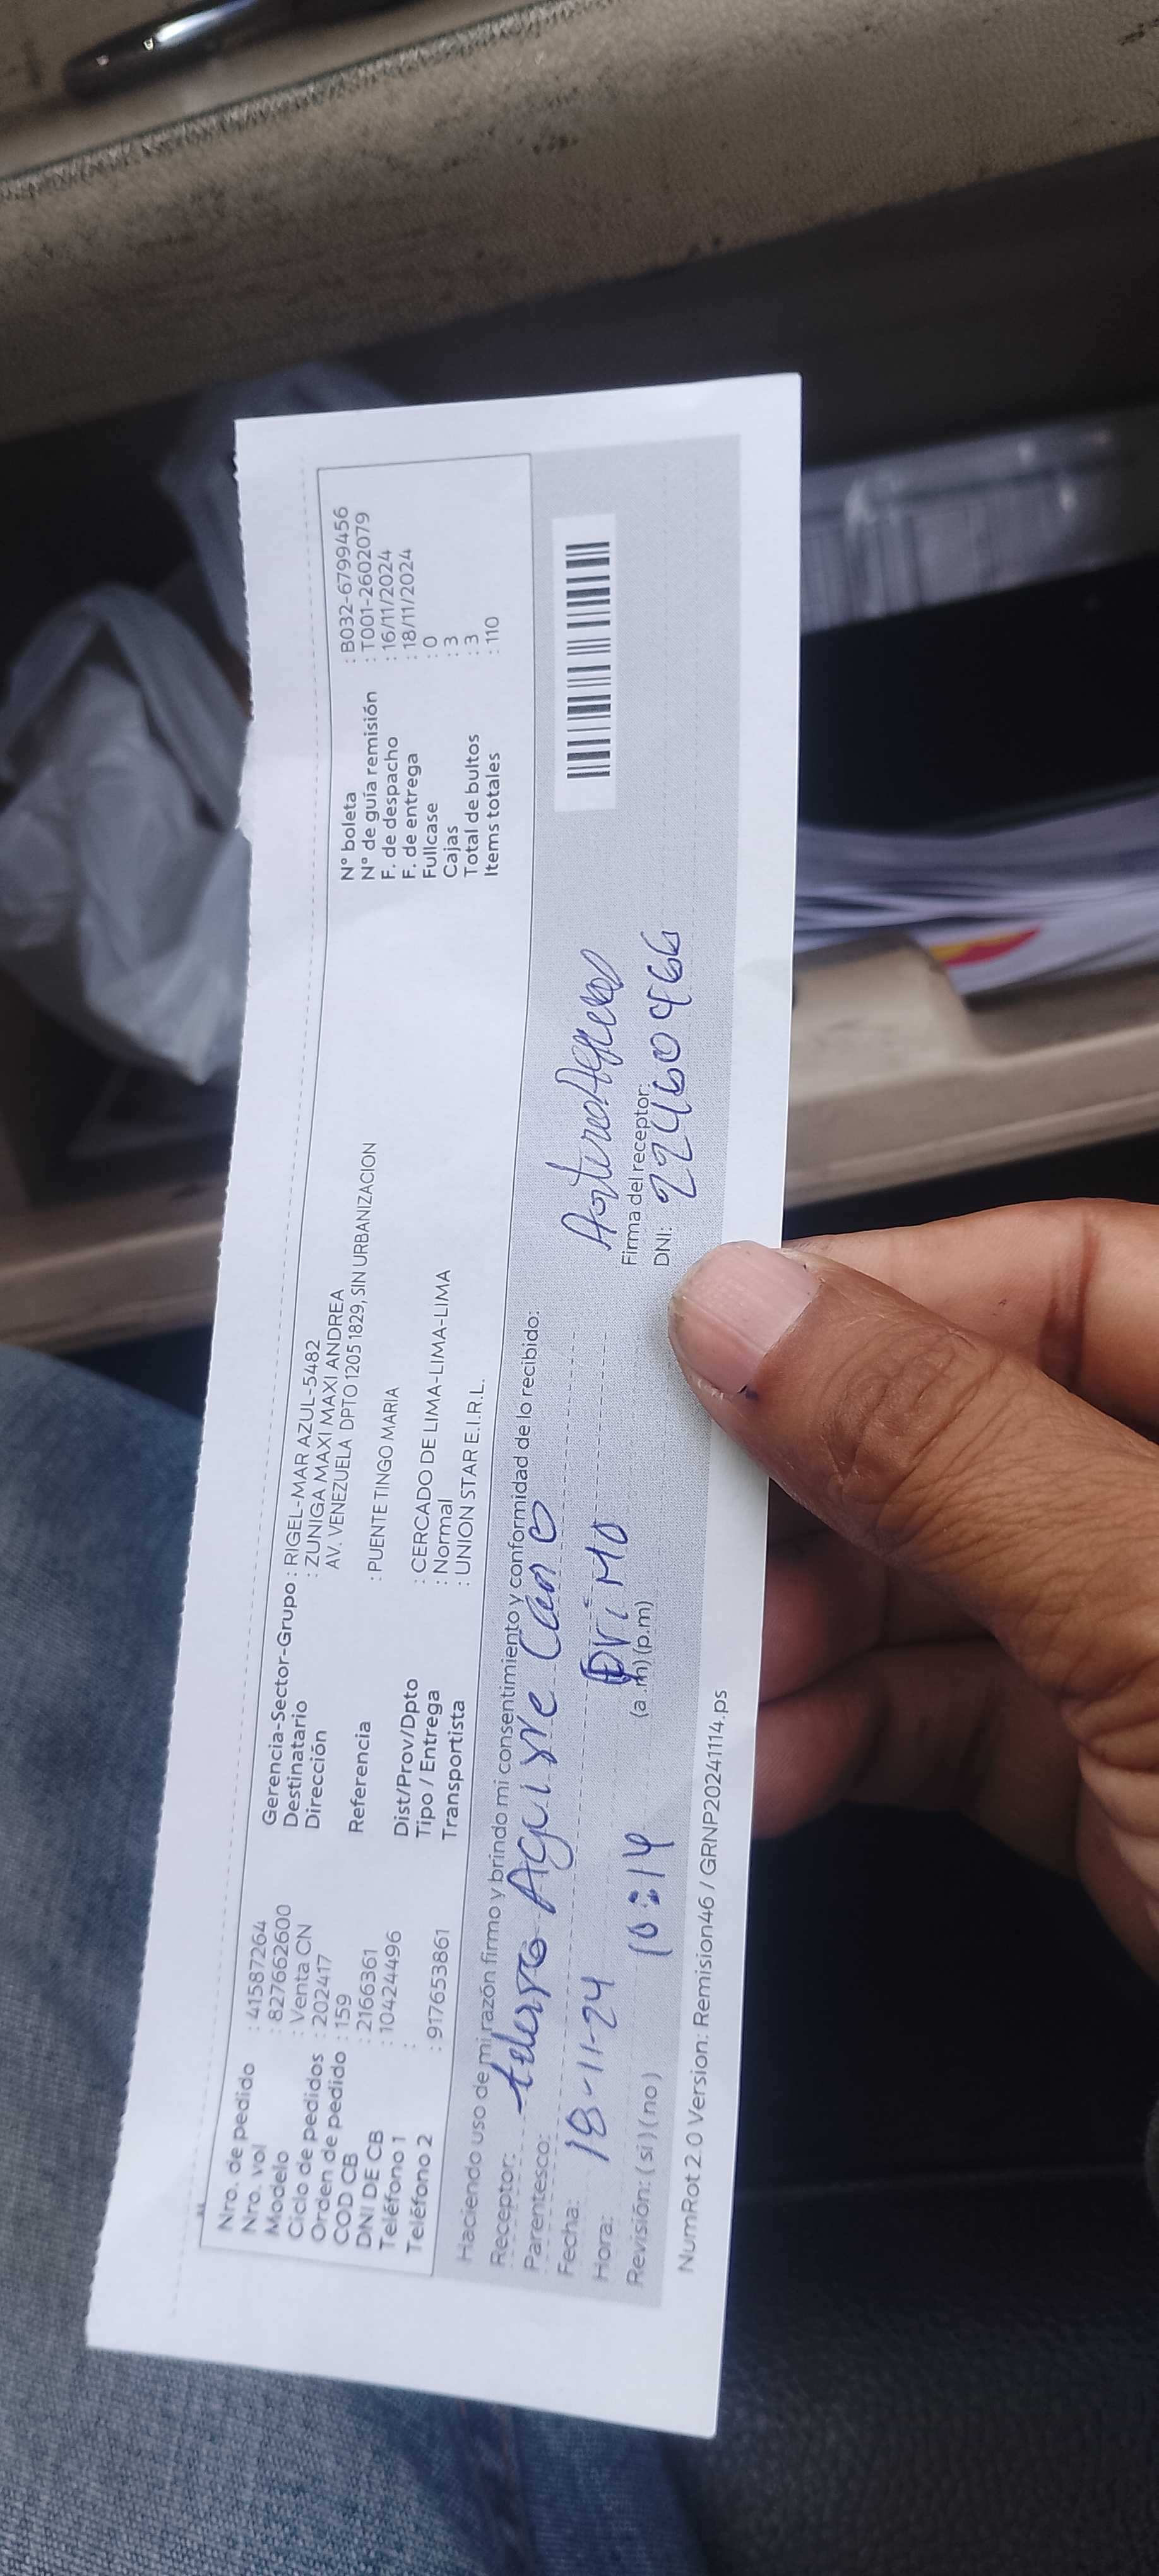 Nro. de pedido : 41587264
Nro. vol : 827662600
Modelo : Venta CN
Ciclo de pedidos : 202417
Orden de pedido : 159
COD CB : 2166361
DNI DE CB : 10424496
Teléfono 1 :
Teléfono 2 : 917653861
Gerencia-Sector-Grupo : RIGEL-MAR AZUL-5482
Destinatario : ZUNIGA MAXI MAXI ANDREA
Dirección AV. VENEZUELA DPTO 1205 1829, SIN URBANIZACION
Referencia : PUENTE TINGO MARIA
Dist/Prov/Dpto : CERCADO DE LIMA-LIMA-LIMA
Tipo / Entrega : Normal
Transportista : UNION STAR E.I.R.L.
N° boleta : B032-6799456
N° de guía remisión : T001-2602079
F. de despacho : 16/11/2024
F. de entrega : 18/11/2024
Fullcase : 0
Cajas : 3
Total de bultos : 3
Items totales : 110
Haciendo uso de mi razón firmo y brindo mi consentimiento y conformidad de lo recibido:
Receptor: Aguirre Cano
Parentesco: Primo
Fecha: 18-11-24
Hora: 10:14 (a.m) (p.m)
Revisión: ( si ) ( no )
Firma del receptor:
DNI: 22460466
NumRot 2.0 Version: Remision46 / GRNP20241114.ps